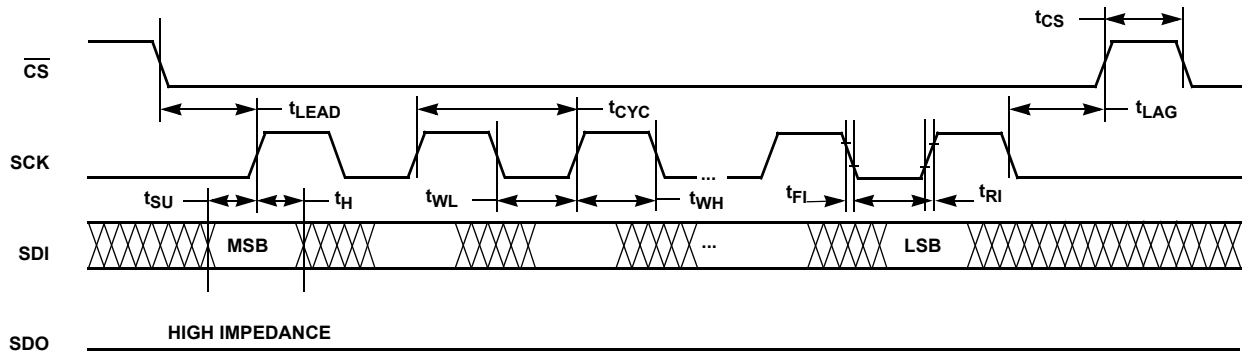 tCS
CS
tLEAD
tCYC
tLAG
SCK
...
tSU
tH
tWL
tWH
tFI
tRI
SDI
MSB
...
LSB
HIGH IMPEDANCE
SDO